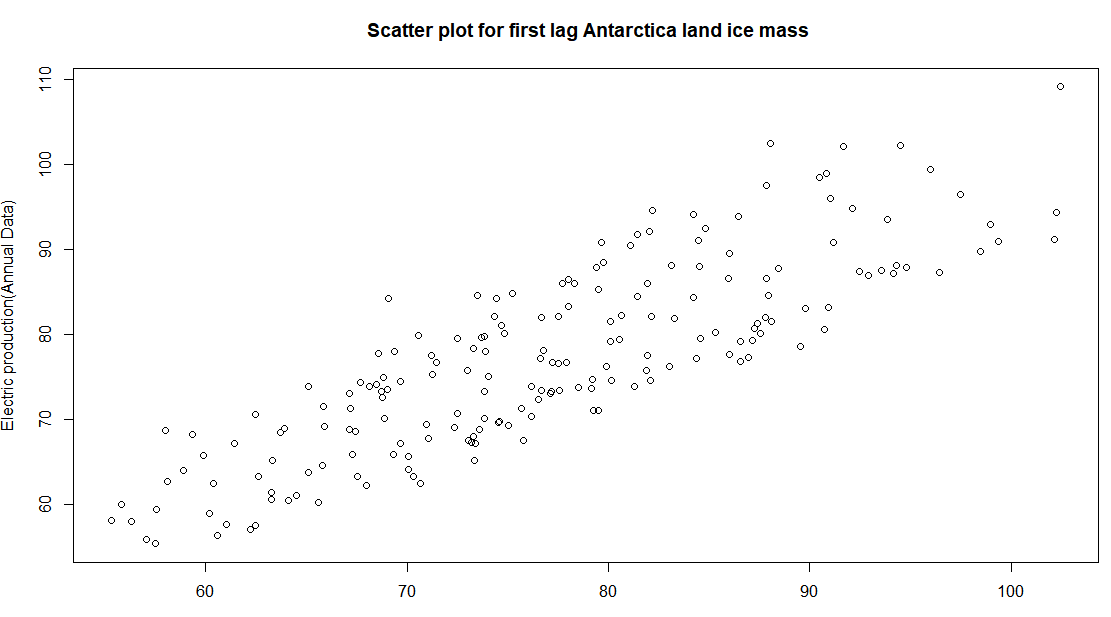 Scatter plot for first lag Antarctica land ice mass
Electric production(Annual Data)
110
100
90
80
70
60
60 70 80 90 100